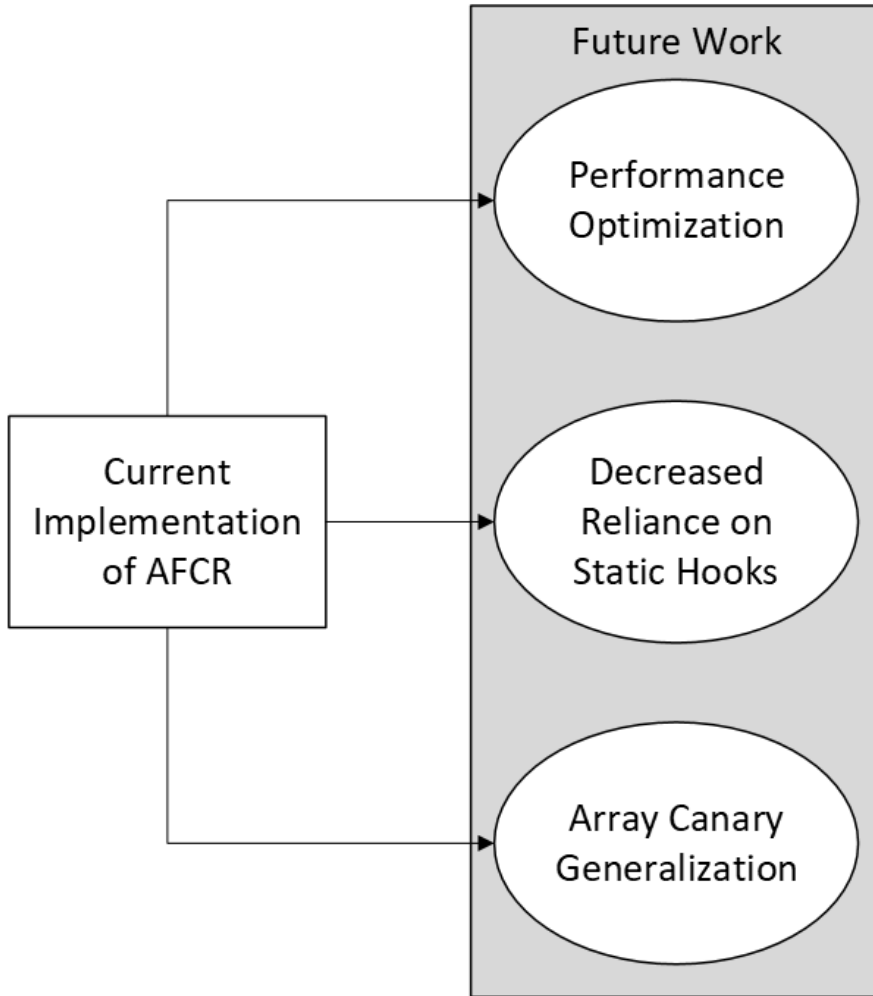 Future Work
Performance
Optimization
Current
Implementation
of AFCR
Decreased
Reliance on
Static Hooks
Array Canary
Generalization